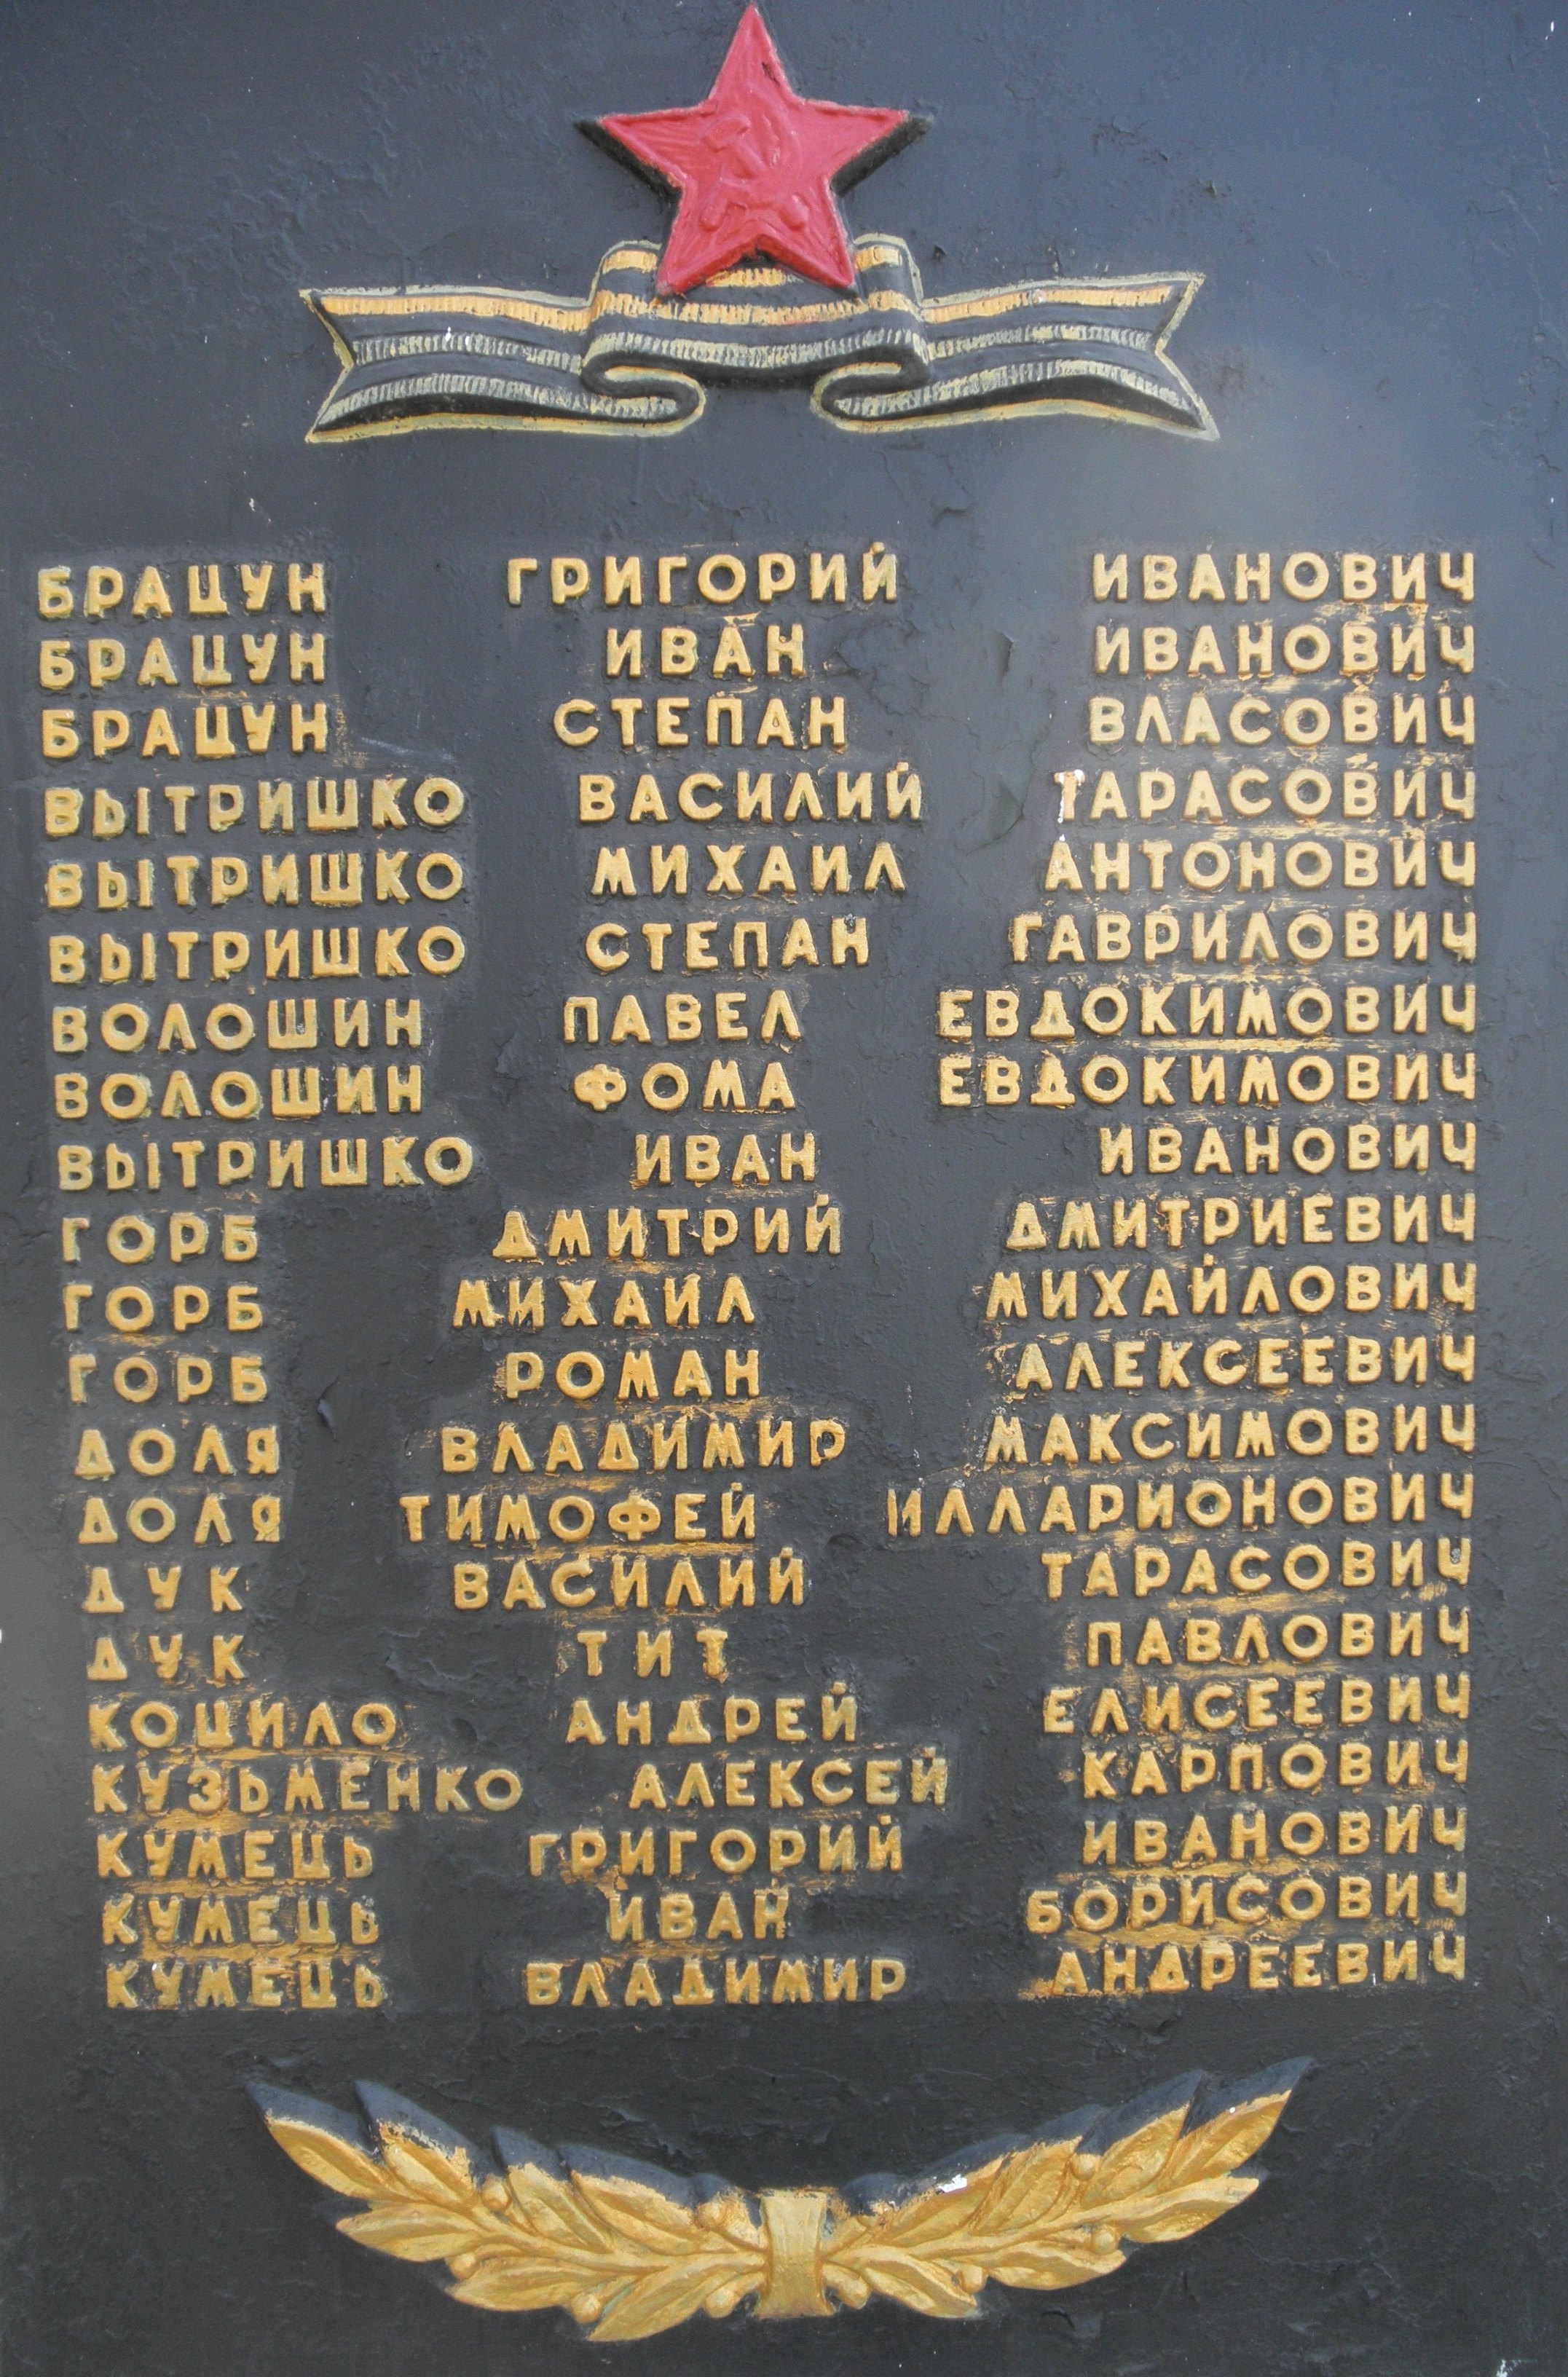 БРАЦУН ГРИГОРИЙ ИВАНОВИЧ
БРАЦУН ИВАН ИВАНОВИЧ
БРАЦУН СТЕПАН ВЛАСОВИЧ
ВЫТРИШКО ВАСИЛИЙ ТАРАСОВИЧ
ВЫТРИШКО МИХАИЛ АНТОНОВИЧ
ВЫТРИШКО СТЕПАН ГАВРИЛОВИЧ
ВОЛОШИН ПАВЕЛ ЕВДОКИМОВИЧ
ВОЛОШИН ФОМА ЕВДОКИМОВИЧ
ВЫТРИШКО ИВАН ИВАНОВИЧ
ГОРБ ДМИТРИЙ ДМИТРИЕВИЧ
ГОРБ МИХАИЛ МИХАЙЛОВИЧ
ГОРБ РОМАН АЛЕКСЕЕВИЧ
ДОЛЯ ВЛАДИМИР МАКСИМОВИЧ
ДОЛЯ ТИМОФЕЙ ИЛЛАРИОНОВИЧ
ДУК ВАСИЛИЙ ТАРАСОВИЧ
ДУК ТИТ ПАВЛОВИЧ
КОЦИЛО АНДРЕЙ ЕЛИСЕЕВИЧ
КУЗЬМЕНКО АЛЕКСЕЙ КАРПОВИЧ
КУМЕЦЬ ГРИГОРИЙ ИВАНОВИЧ
КУМЕЦЬ ИВАН БОРИСОВИЧ
КУМЕЦЬ ВЛАДИМИР АНДРЕЕВИЧ